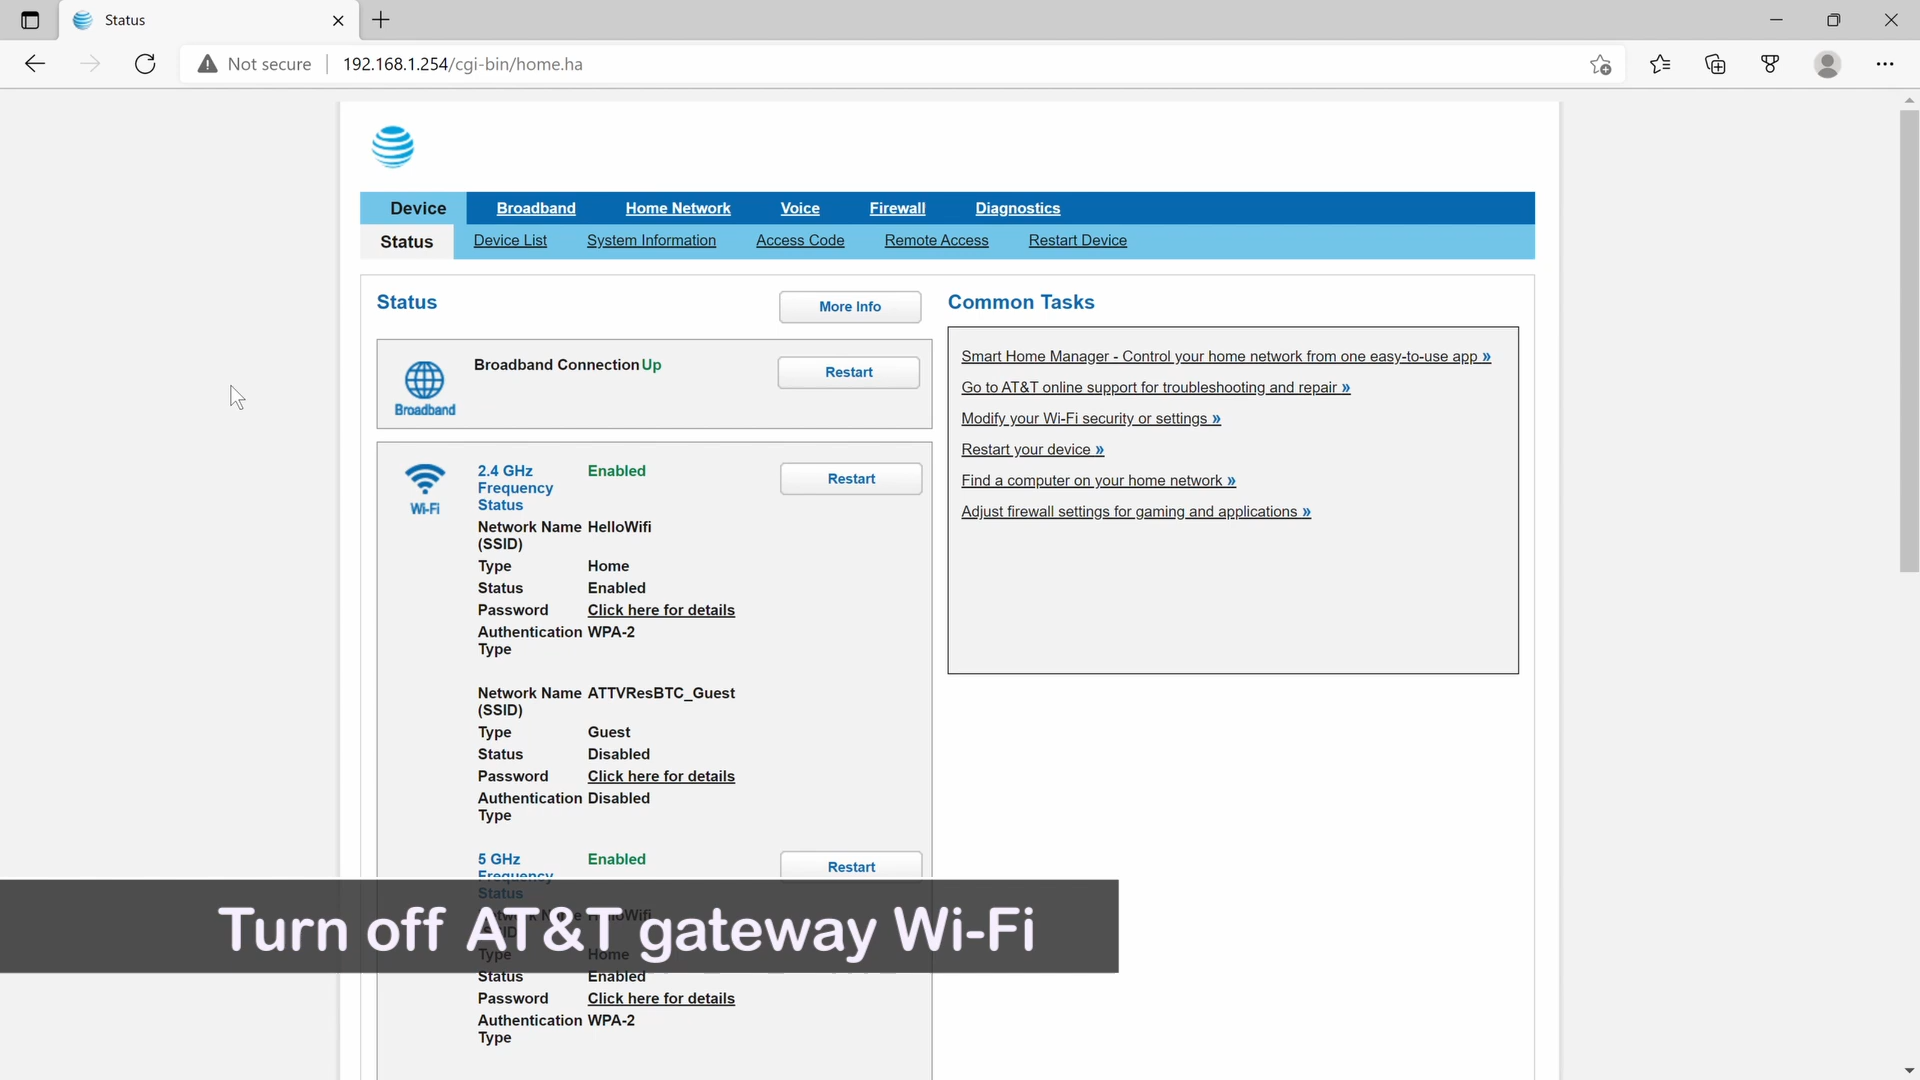 Status
Not secure
192.168.1.254/cgi-bin/home.ha
Device Broadband Home Network Voice Firewall Diagnostics
Status Device List System Information Access Code Remote Access Restart Device
Status
More Info
Common Tasks
Broadband Connection Up
Restart
Broadband
Smart Home Manager - Control your home network from one easy-to-use app »
Go to AT&T online support for troubleshooting and repair »
Modify your Wi-Fi security or settings »
Restart your device »
Find a computer on your home network »
Adjust firewall settings for gaming and applications »
Wi-Fi
2.4 GHz Frequency Status Enabled
Restart
Network Name (SSID) HelloWifi
Type Home
Status Enabled
Password Click here for details
Authentication Type WPA-2
Network Name (SSID) ATTVResBTC_Guest
Type Guest
Status Disabled
Password Click here for details
Authentication Type Disabled
5 GHz Frequency Status Enabled
Restart
Turn off AT&T gateway Wi-Fi
Type Home
Status Enabled
Password Click here for details
Authentication Type WPA-2